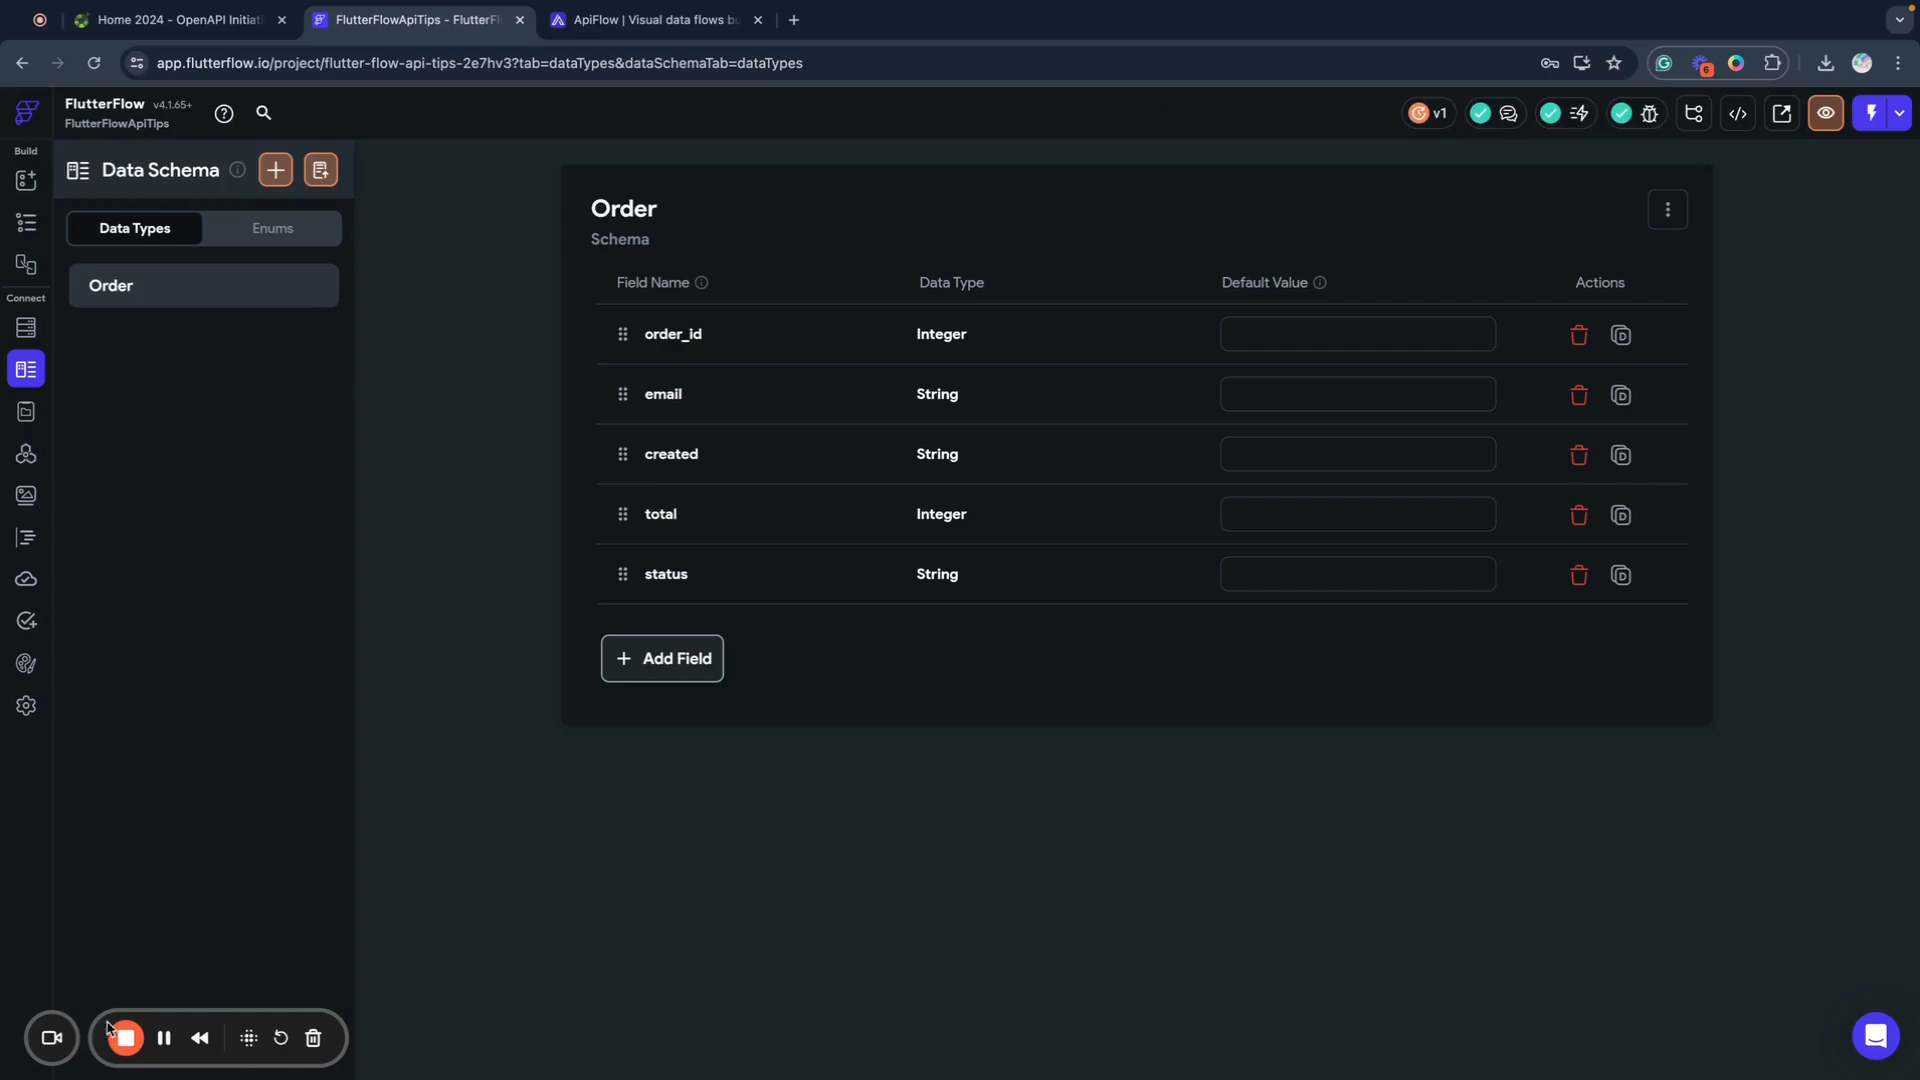 Home 2024 - OpenAPI Initiati
FlutterFlowApiTips - FlutterFl
ApiFlow | Visual data flows bu
app.flutterflow.io/project/flutter-flow-api-tips-2e7hv3?tab=dataTypes&dataSchemaTab=dataTypes
6
FlutterFlow v4.1.65+
FlutterFlowApiTips
v1
Build
Data Schema
Data Types
Enums
Order
Connect
Order
Schema
Field Name
Data Type
Default Value
Actions
order_id
Integer
email
String
created
String
total
Integer
status
String
+ Add Field